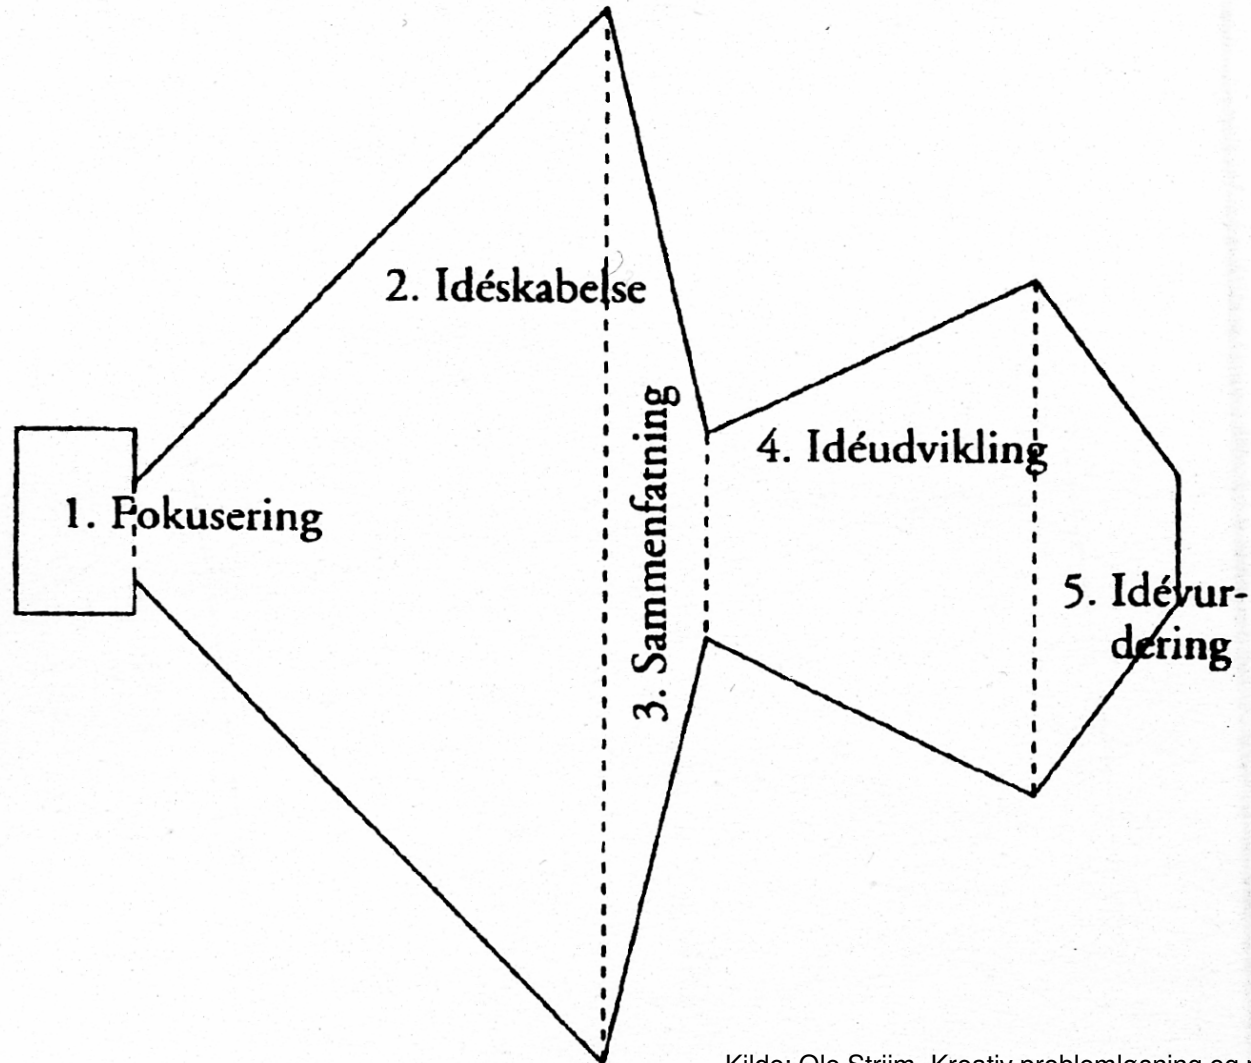 1. Fokusering
2. Idéskabelse
3. Sammenfatning
4. Idéudvikling
5. Idévur-
dering
Kilde: Ole Striim, Kreativ problemløsning og